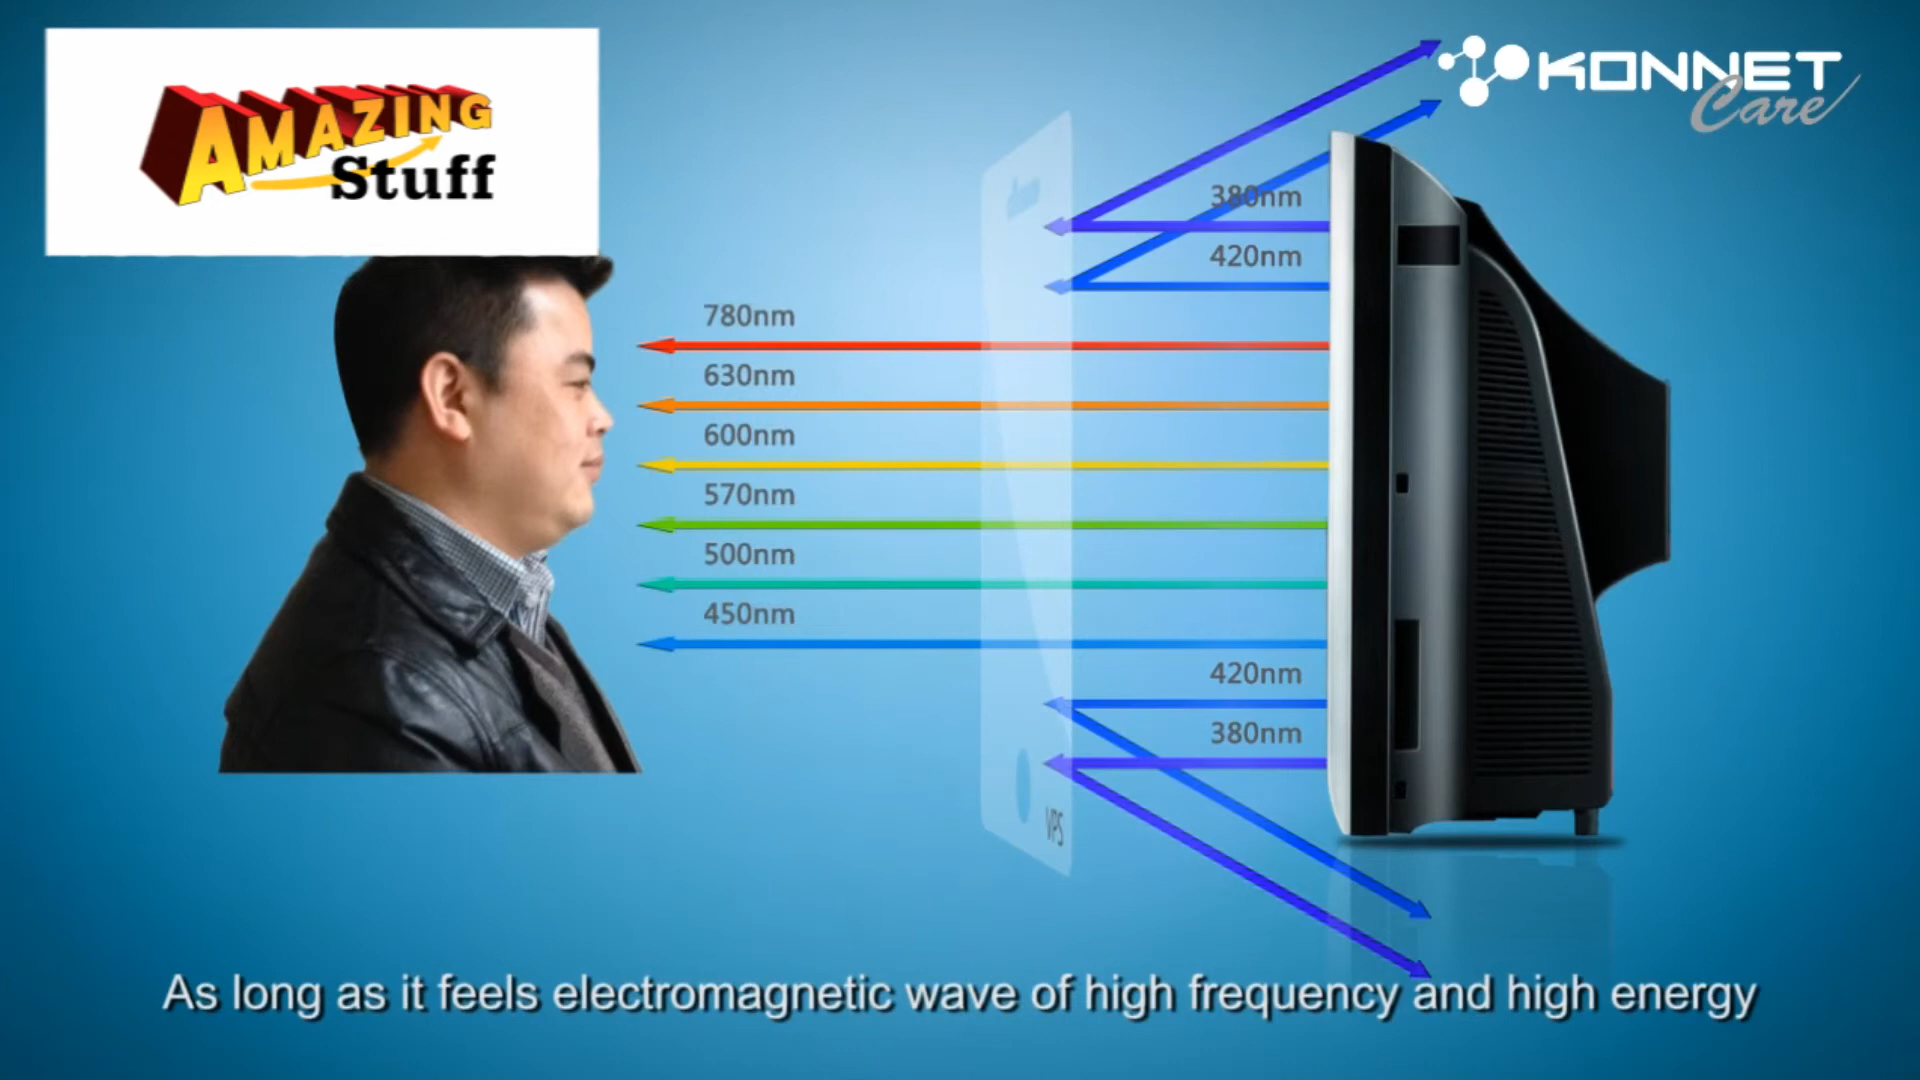 AMAZING
Stuff
KONNET
Care
380nm
420nm
780nm
630nm
600nm
570nm
500nm
450nm
420nm
380nm
VPS
As long as it feels electromagnetic wave of high frequency and high energy